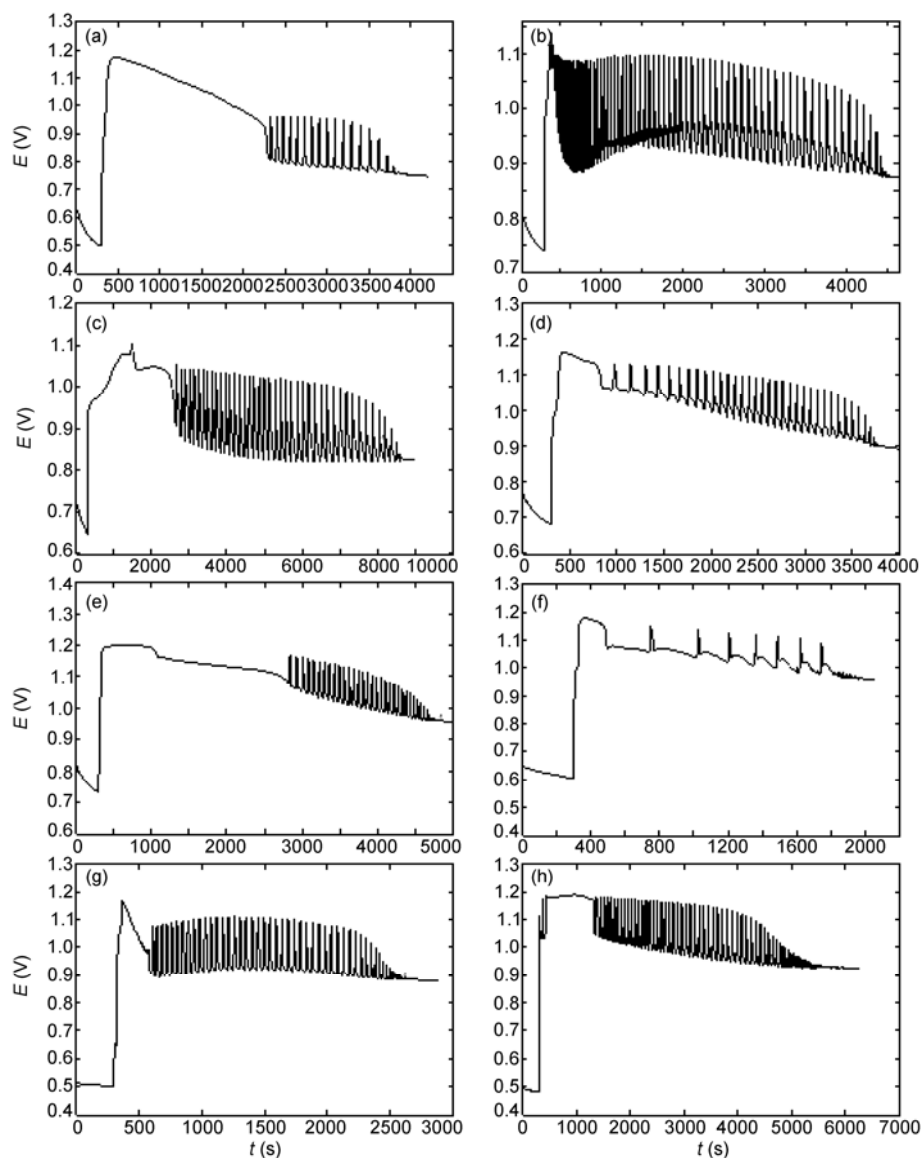 (a) (b)
E (V) 1.3 1.2 1.1 1.0 0.9 0.8 0.7 0.6 0.5 0.4
1.1 1.0 0.9 0.8 0.7
0 500 1000 1500 2000 2500 3000 3500 4000
0 1000 2000 3000 4000
(c) (d)
E (V) 1.2 1.1 1.0 0.9 0.8 0.7 0.6
1.3 1.2 1.1 1.0 0.9 0.8 0.7 0.6
0 2000 4000 6000 8000 10000
0 500 1000 1500 2000 2500 3000 3500 4000
(e) (f)
E (V) 1.4 1.3 1.2 1.1 1.0 0.9 0.8 0.7 0.6
1.3 1.2 1.1 1.0 0.9 0.8 0.7 0.6 0.5 0.4
0 1000 2000 3000 4000 5000
0 400 800 1200 1600 2000
(g) (h)
E (V) 1.3 1.2 1.1 1.0 0.9 0.8 0.7 0.6 0.5 0.4
1.3 1.2 1.1 1.0 0.9 0.8 0.7 0.6 0.5 0.4
0 500 1000 1500 2000 2500 3000
0 1000 2000 3000 4000 5000 6000 7000
t (s) t (s)